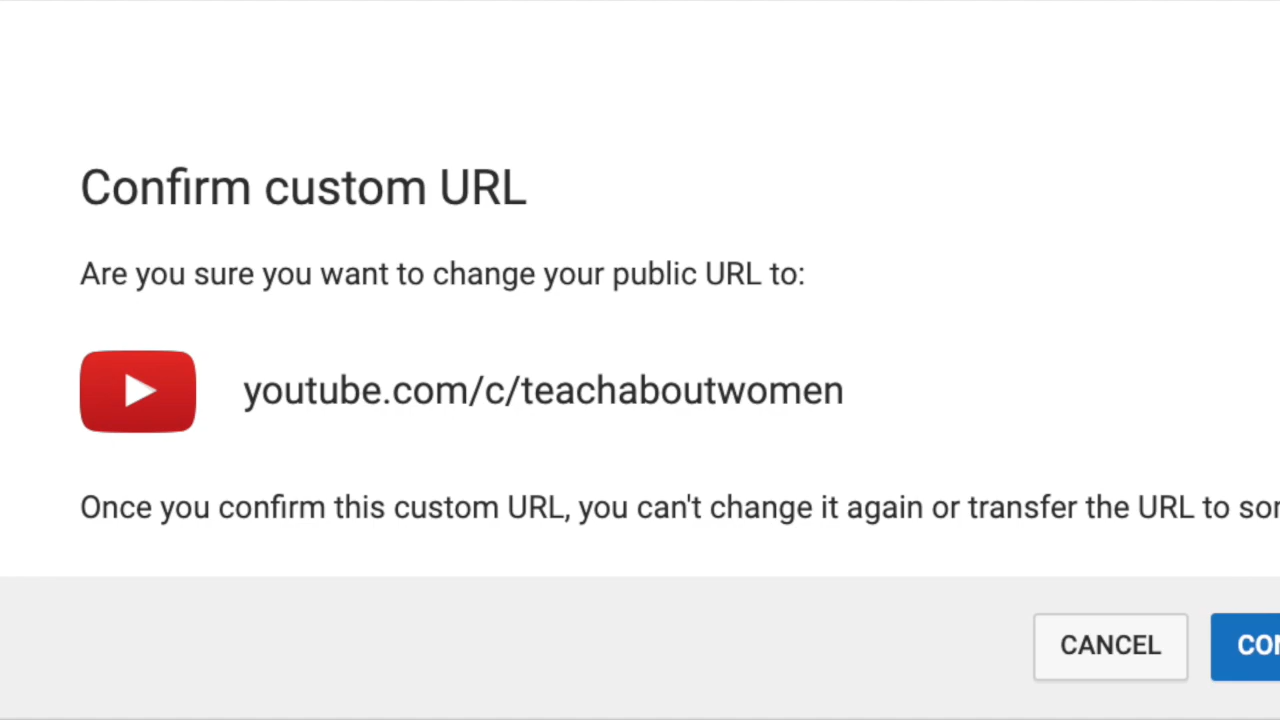 Confirm custom URL
Are you sure you want to change your public URL to:
youtube.com/c/teachaboutwomen
Once you confirm this custom URL, you can't change it again or transfer the URL to
CANCEL